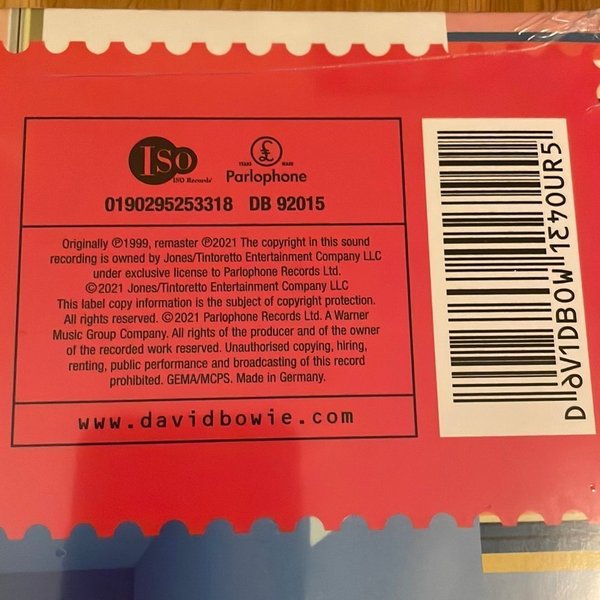 ISO
ISO Records
TRADE MARK
£
Parlophone
0190295253318 DB 92015
Originally ℗1999, remaster ℗2021 The copyright in this sound
recording is owned by Jones/Tintoretto Entertainment Company LLC
under exclusive license to Parlophone Records Ltd.
©2021 Jones/Tintoretto Entertainment Company LLC
This label copy information is the subject of copyright protection.
All rights reserved. ©2021 Parlophone Records Ltd. A Warner
Music Group Company. All rights of the producer and of the owner
of the recorded work reserved. Unauthorised copying, hiring,
renting, public performance and broadcasting of this record
prohibited. GEMA/MCPS. Made in Germany.
www.davidbowie.com